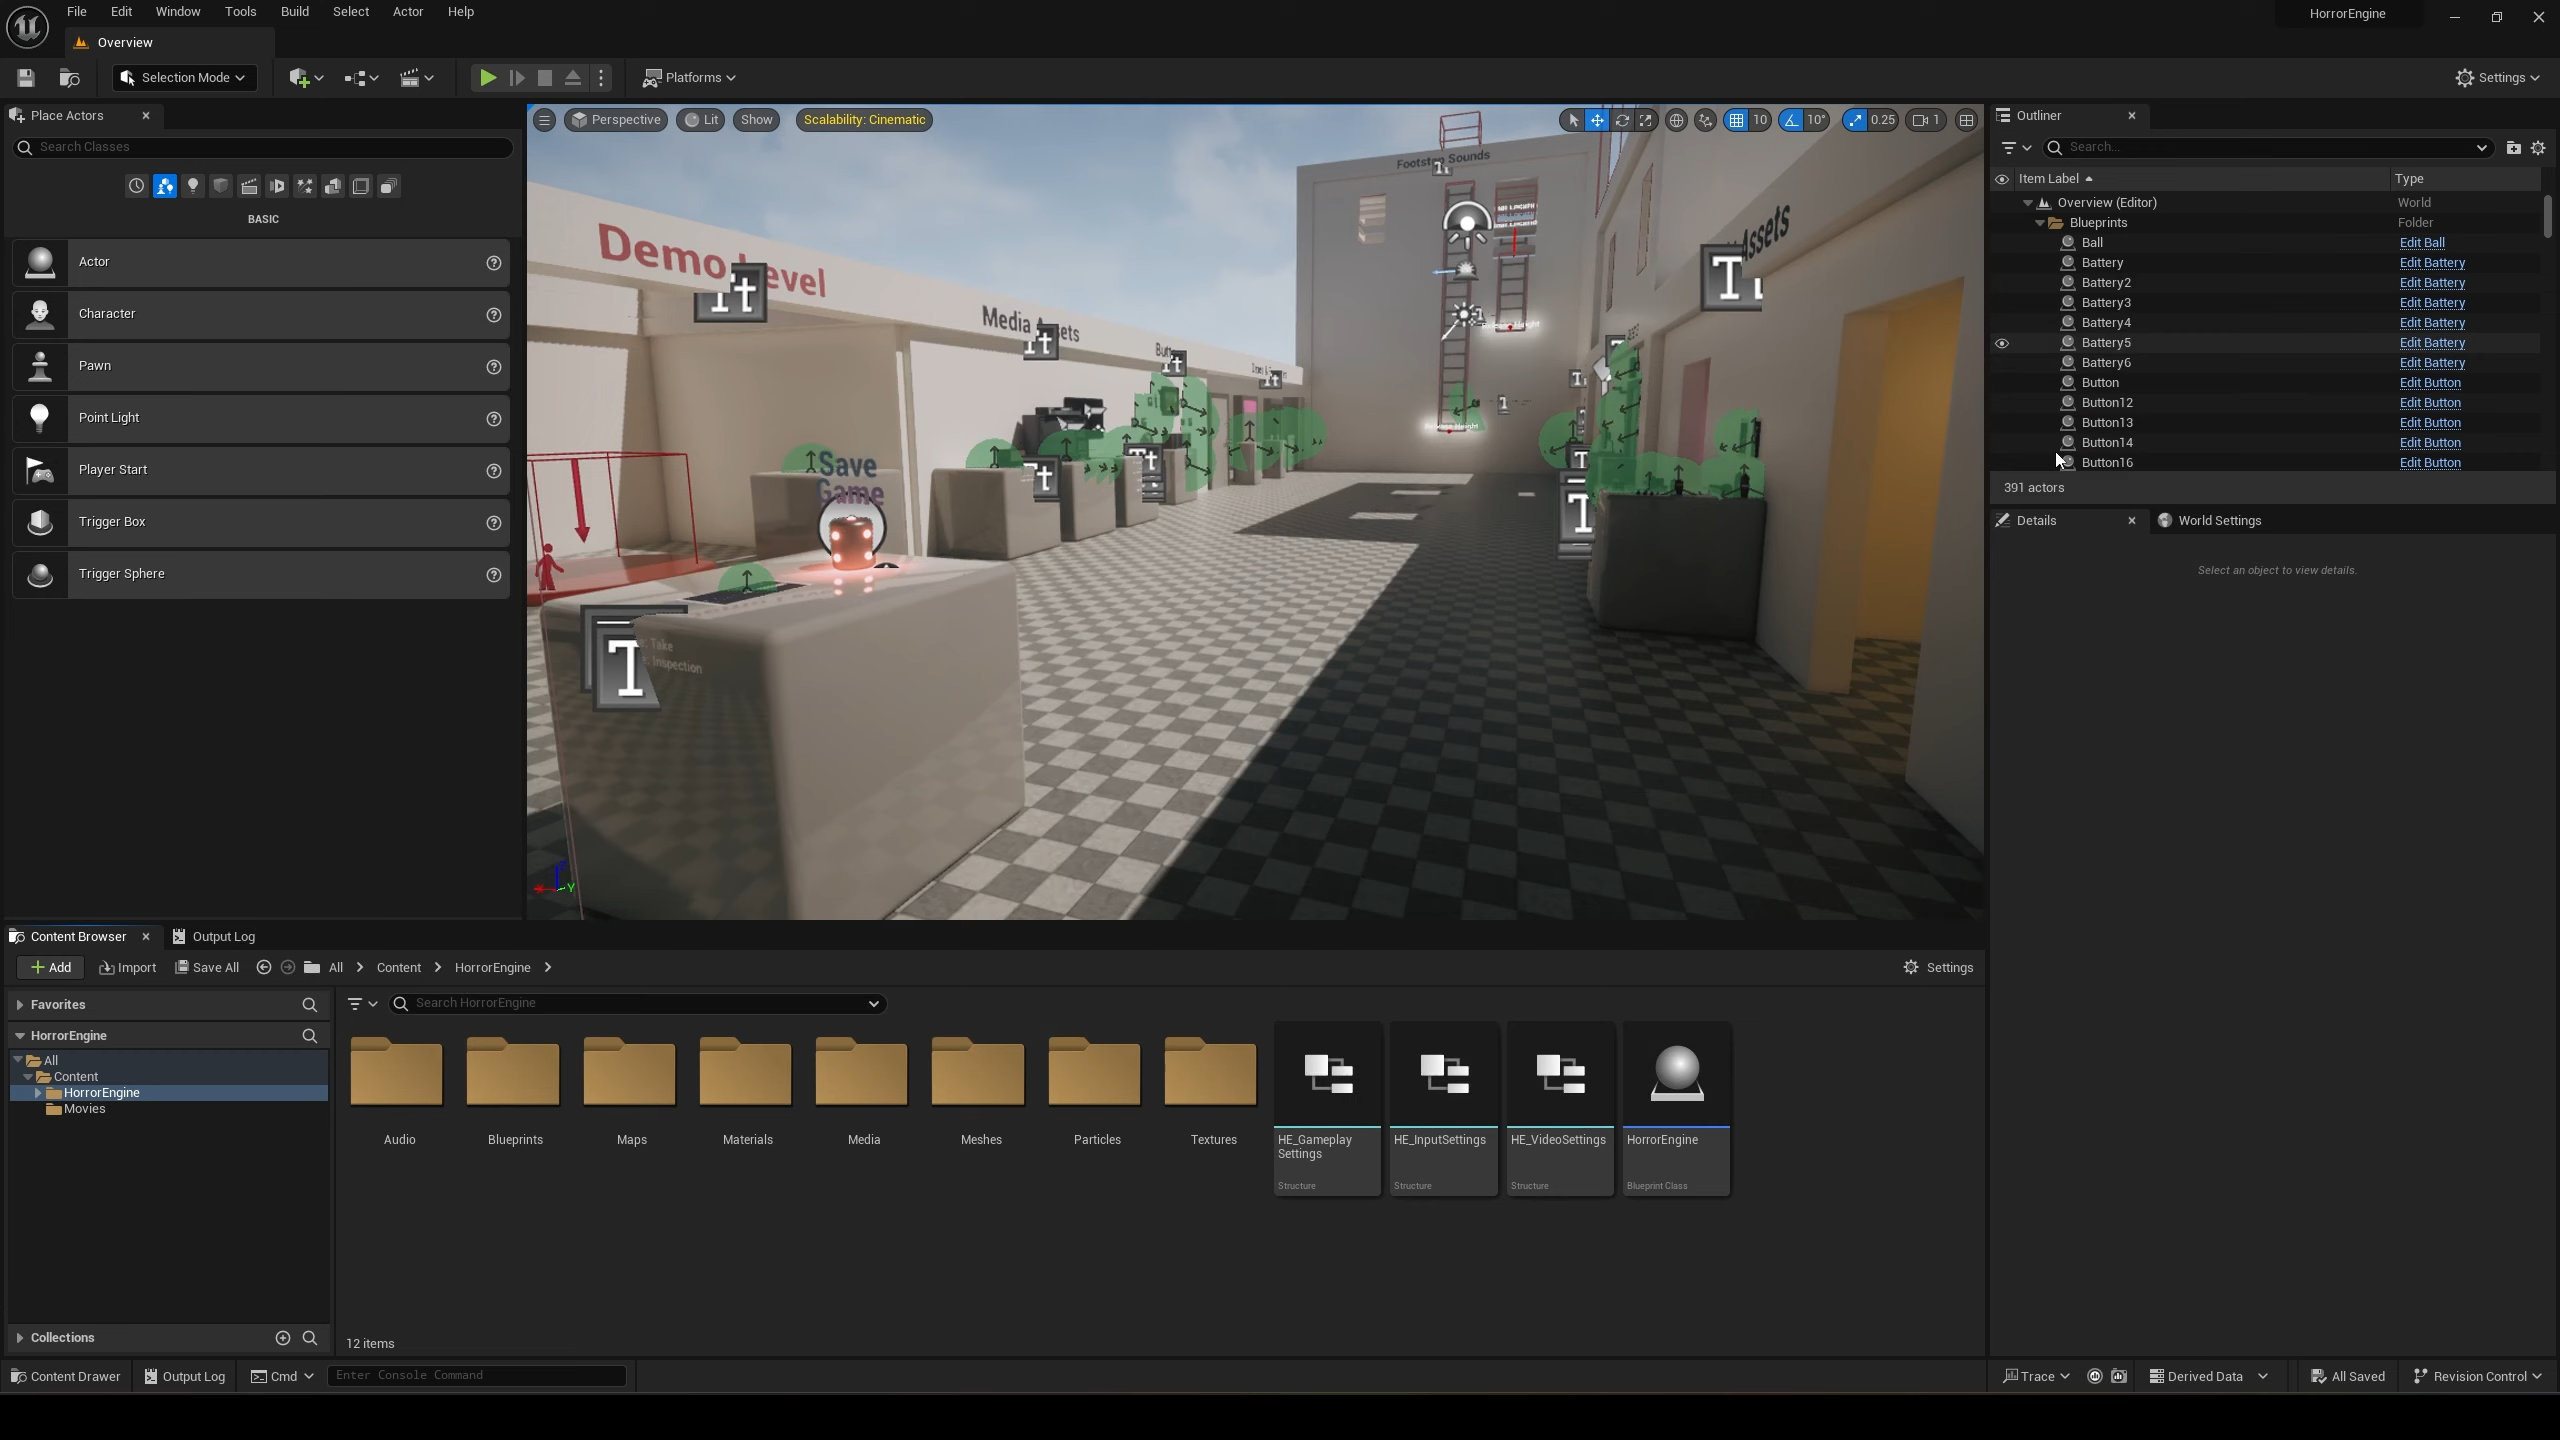 File Edit Window Tools Build Select Actor Help
HorrorEngine
Overview
Selection Mode
Platforms
Settings
Place Actors
Search Classes
BASIC
Actor
Character
Pawn
Point Light
Player Start
Trigger Box
Trigger Sphere
Perspective Lit Show Scalability: Cinematic
10 10° 0.25 1
Footstep Sounds
Demo Level
Assets
Media Assets
Save
Game
Take
Inspection
Y
Outliner
Search...
Item Label Type
Overview (Editor) World
Blueprints Folder
Ball Edit Ball
Battery Edit Battery
Battery2 Edit Battery
Battery3 Edit Battery
Battery4 Edit Battery
Battery5 Edit Battery
Battery6 Edit Battery
Button Edit Button
Button12 Edit Button
Button13 Edit Button
Button14 Edit Button
Button16 Edit Button
391 actors
Details World Settings
Select an object to view details.
Content Browser Output Log
Add Import Save All All Content HorrorEngine Settings
Favorites
HorrorEngine
All
Content
HorrorEngine
Movies
Collections
Search HorrorEngine
Audio Blueprints Maps Materials Media Meshes Particles Textures
HE_Gameplay
Settings
Structure
HE_InputSettings
Structure
HE_VideoSettings
Structure
HorrorEngine
Blueprint Class
12 items
Content Drawer Output Log Cmd Enter Console Command Trace Derived Data All Saved Revision Control